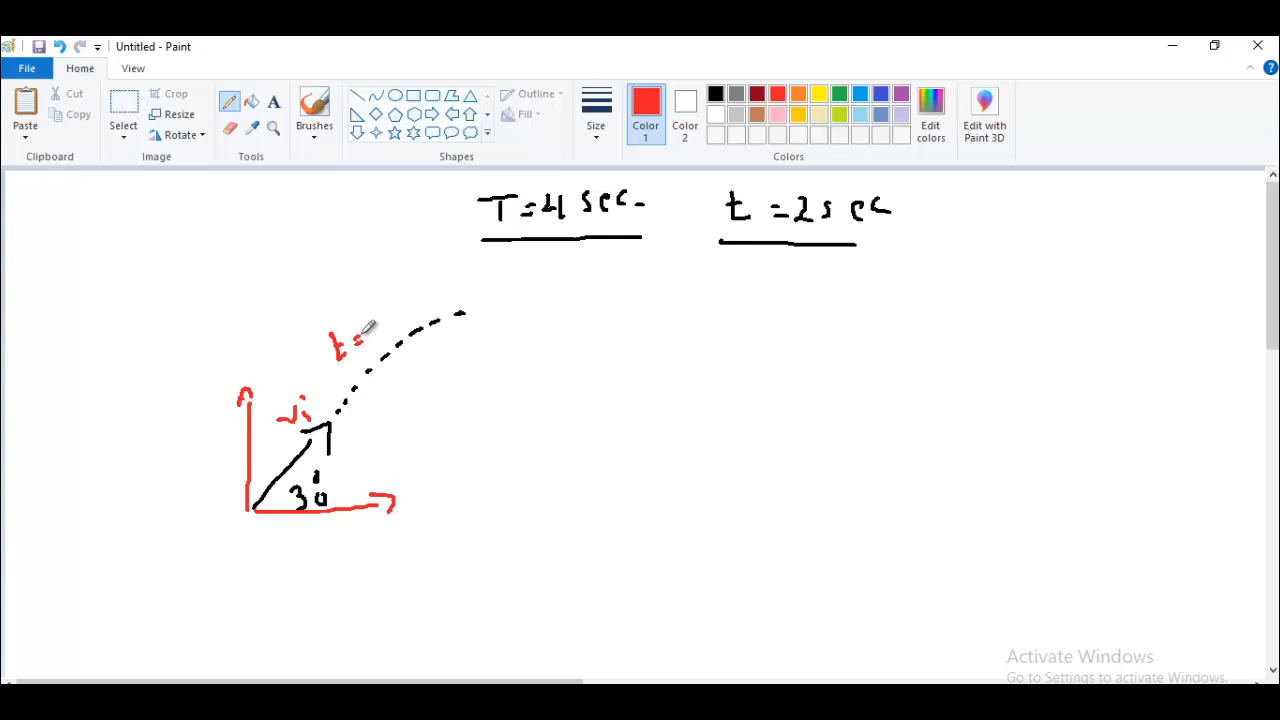 Untitled - Paint
File Home View
Cut
Copy
Paste
Clipboard
Crop
Resize
Rotate
Select
Image
Tools
Brushes
Outline
Fill
Shapes
Size
Color 1
Color 2
Edit colors
Edit with Paint 3D
Colors
T=4 sec. t = 2 sec
t =
vi
30
Activate Windows
Go to Settings to activate Windows.